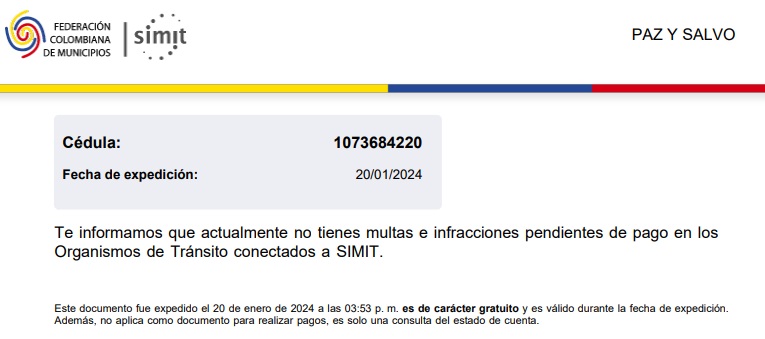 FEDERACIÓN
COLOMBIANA
DE MUNICIPIOS
simit
PAZ Y SALVO
Cédula: 1073684220
Fecha de expedición: 20/01/2024
Te informamos que actualmente no tienes multas e infracciones pendientes de pago en los
Organismos de Tránsito conectados a SIMIT.
Este documento fue expedido el 20 de enero de 2024 a las 03:53 p. m. es de carácter gratuito y es válido durante la fecha de expedición.
Además, no aplica como documento para realizar pagos, es solo una consulta del estado de cuenta.